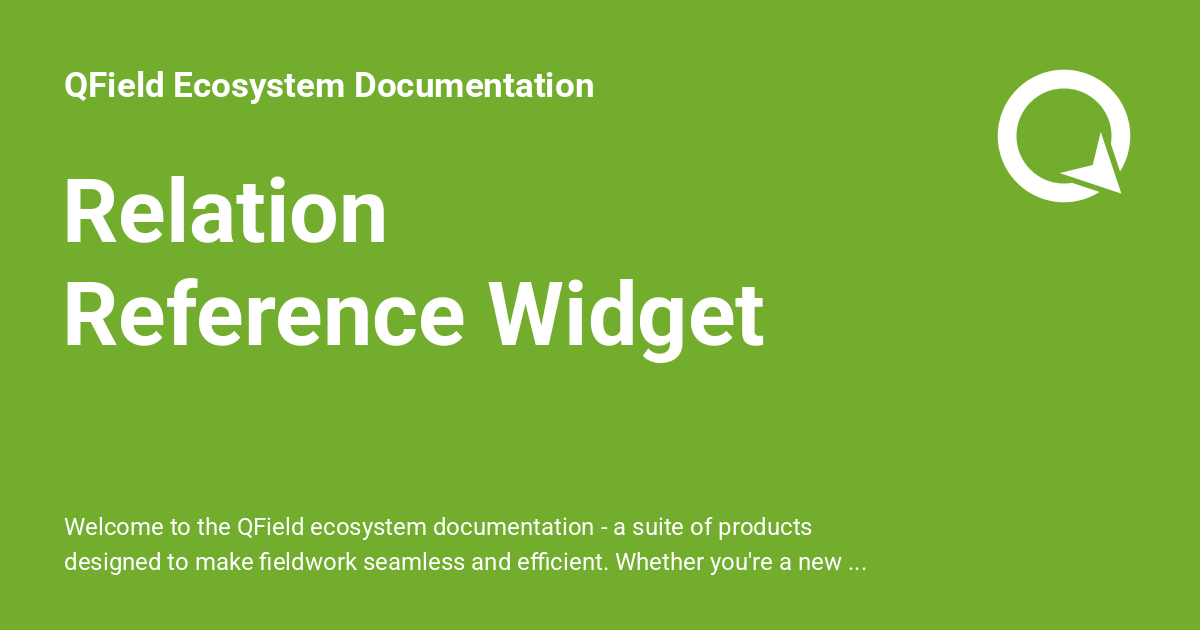 QField Ecosystem Documentation
Relation
Reference Widget
Welcome to the QField ecosystem documentation - a suite of products
designed to make fieldwork seamless and efficient. Whether you're a new ...